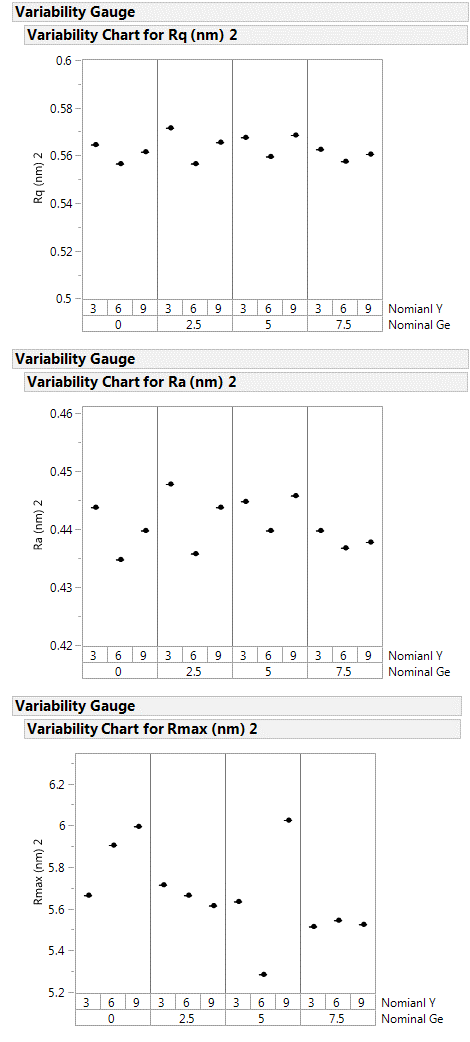 Variability Gauge
Variability Chart for Rq (nm) 2
0.6
0.58
0.56
0.54
0.52
0.5
Rq (nm) 2
3 6 9 3 6 9 3 6 9 3 6 9 Nomianl Y
0 2.5 5 7.5 Nominal Ge
Variability Gauge
Variability Chart for Ra (nm) 2
0.46
0.45
0.44
0.43
0.42
Ra (nm) 2
3 6 9 3 6 9 3 6 9 3 6 9 Nomianl Y
0 2.5 5 7.5 Nominal Ge
Variability Gauge
Variability Chart for Rmax (nm) 2
6.2
6
5.8
5.6
5.4
5.2
Rmax (nm) 2
3 6 9 3 6 9 3 6 9 3 6 9 Nomianl Y
0 2.5 5 7.5 Nominal Ge